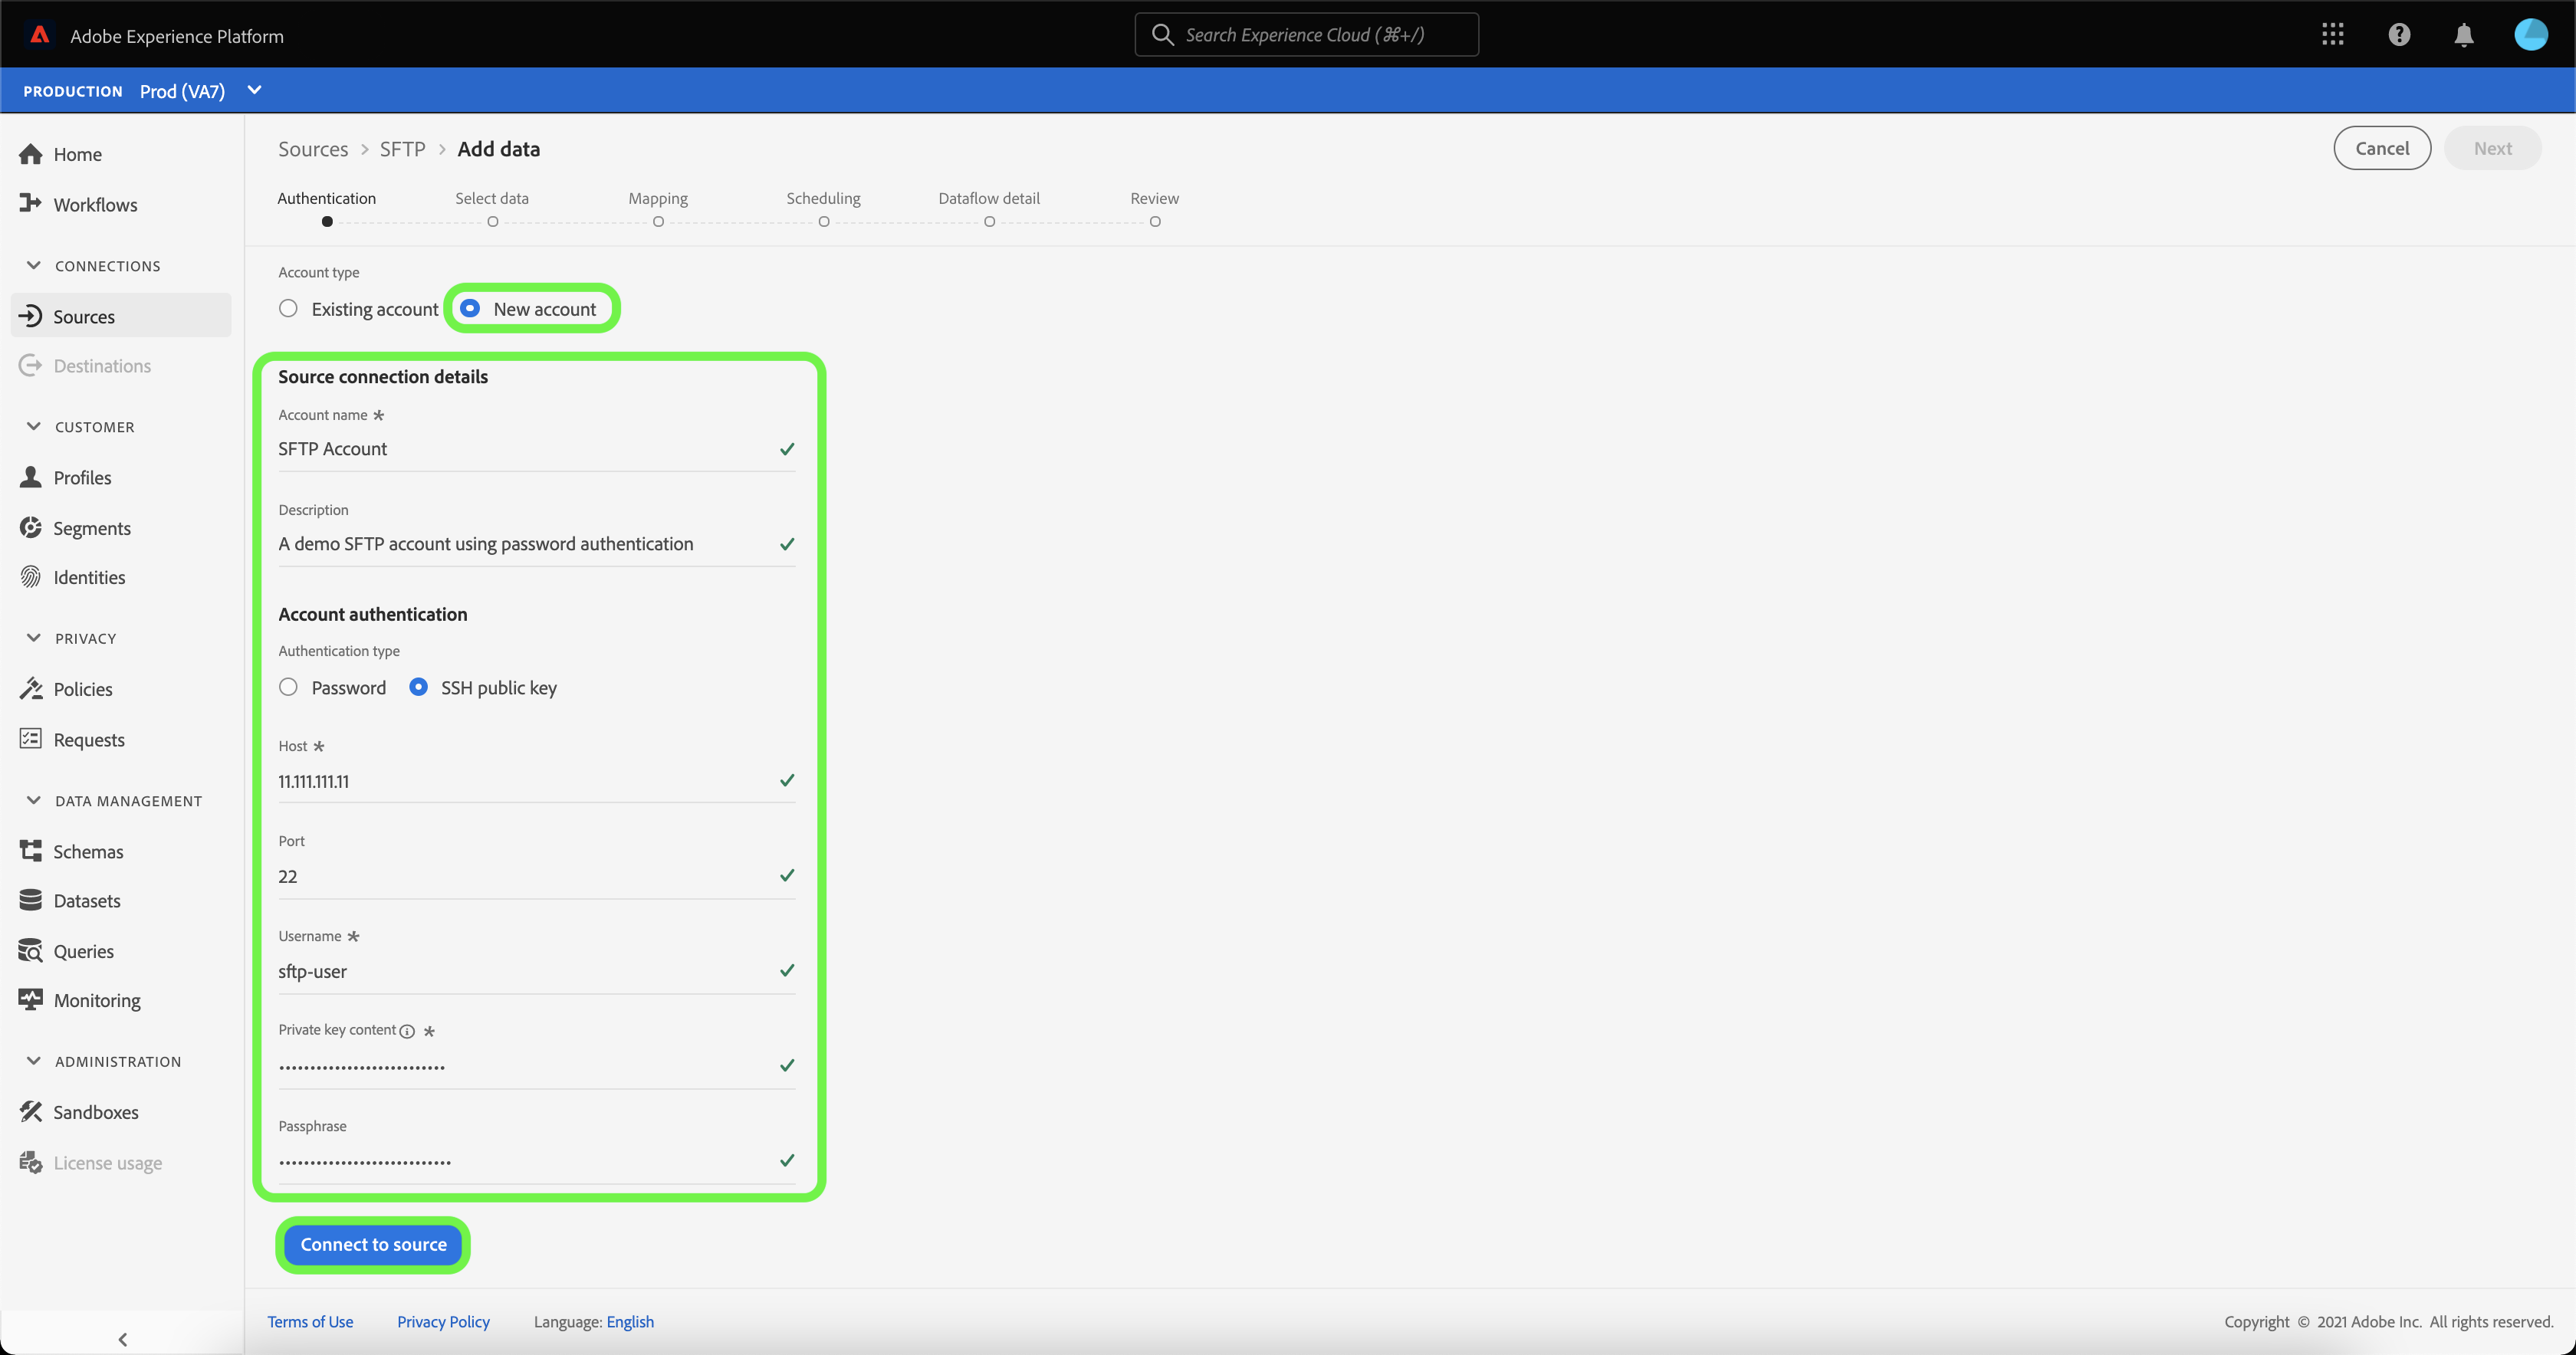 Adobe Experience Platform
Search Experience Cloud (⌘+/)
PRODUCTION Prod (VA7)
Home
Workflows
CONNECTIONS
Sources
Destinations
CUSTOMER
Profiles
Segments
Identities
PRIVACY
Policies
Requests
DATA MANAGEMENT
Schemas
Datasets
Queries
Monitoring
ADMINISTRATION
Sandboxes
License usage
Sources > SFTP > Add data
Cancel Next
Authentication Select data Mapping Scheduling Dataflow detail Review
Account type
Existing account New account
Source connection details
Account name *
SFTP Account
Description
A demo SFTP account using password authentication
Account authentication
Authentication type
Password SSH public key
Host *
11.111.111.11
Port
22
Username *
sftp-user
Private key content *
Passphrase
Connect to source
Terms of Use Privacy Policy Language: English
Copyright © 2021 Adobe Inc. All rights reserved.